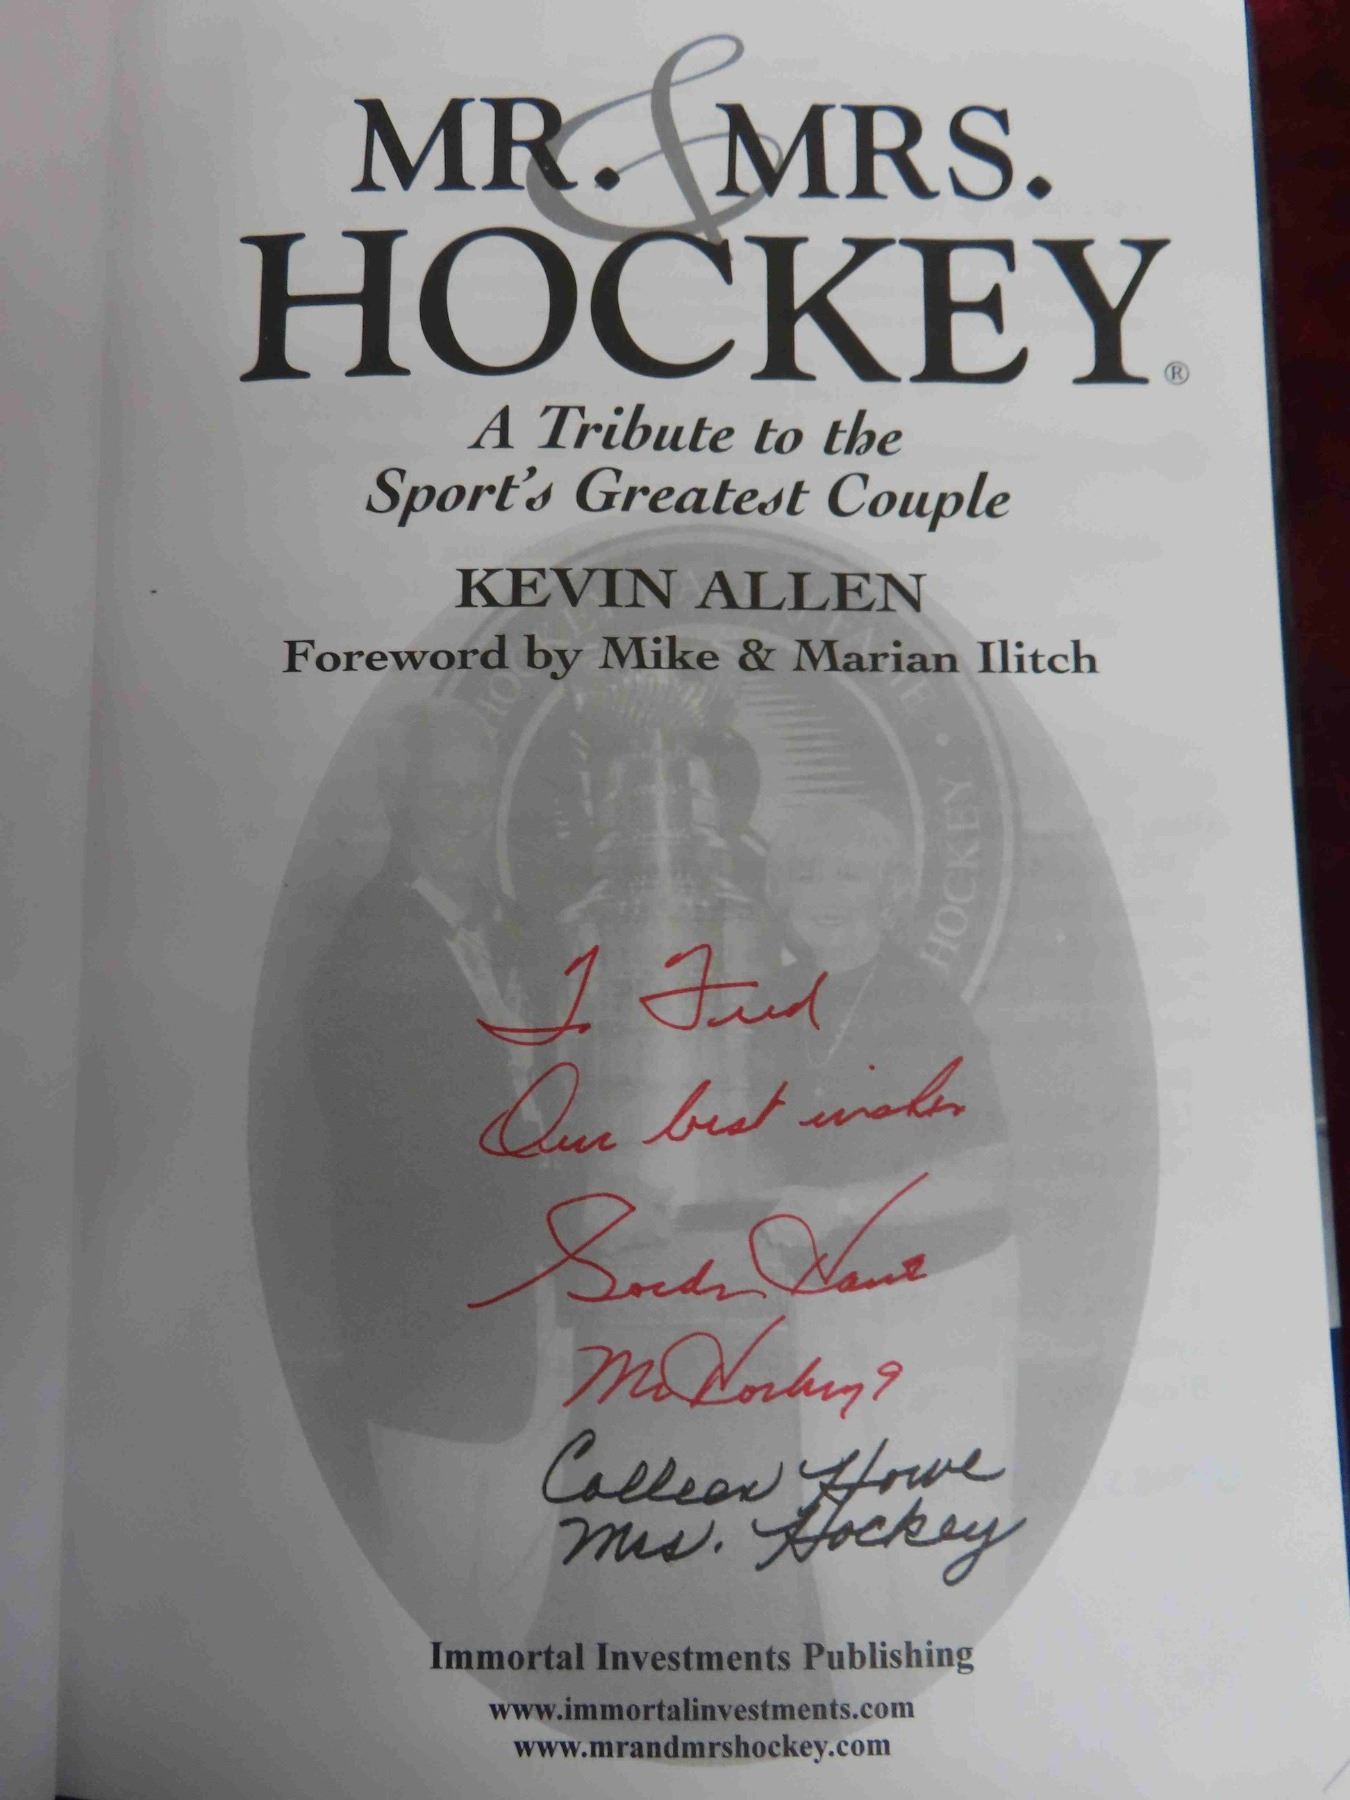 MR. & MRS.
HOCKEY®
A Tribute to the
Sport's Greatest Couple
KEVIN ALLEN
Foreword by Mike & Marian Ilitch
HOCKEY
To Fred
Our best wishes
Gordie Howe
Mr Hockey 9
Colleen Howe
Mrs. Hockey
Immortal Investments Publishing
www.immortalinvestments.com
www.mrandmrshockey.com